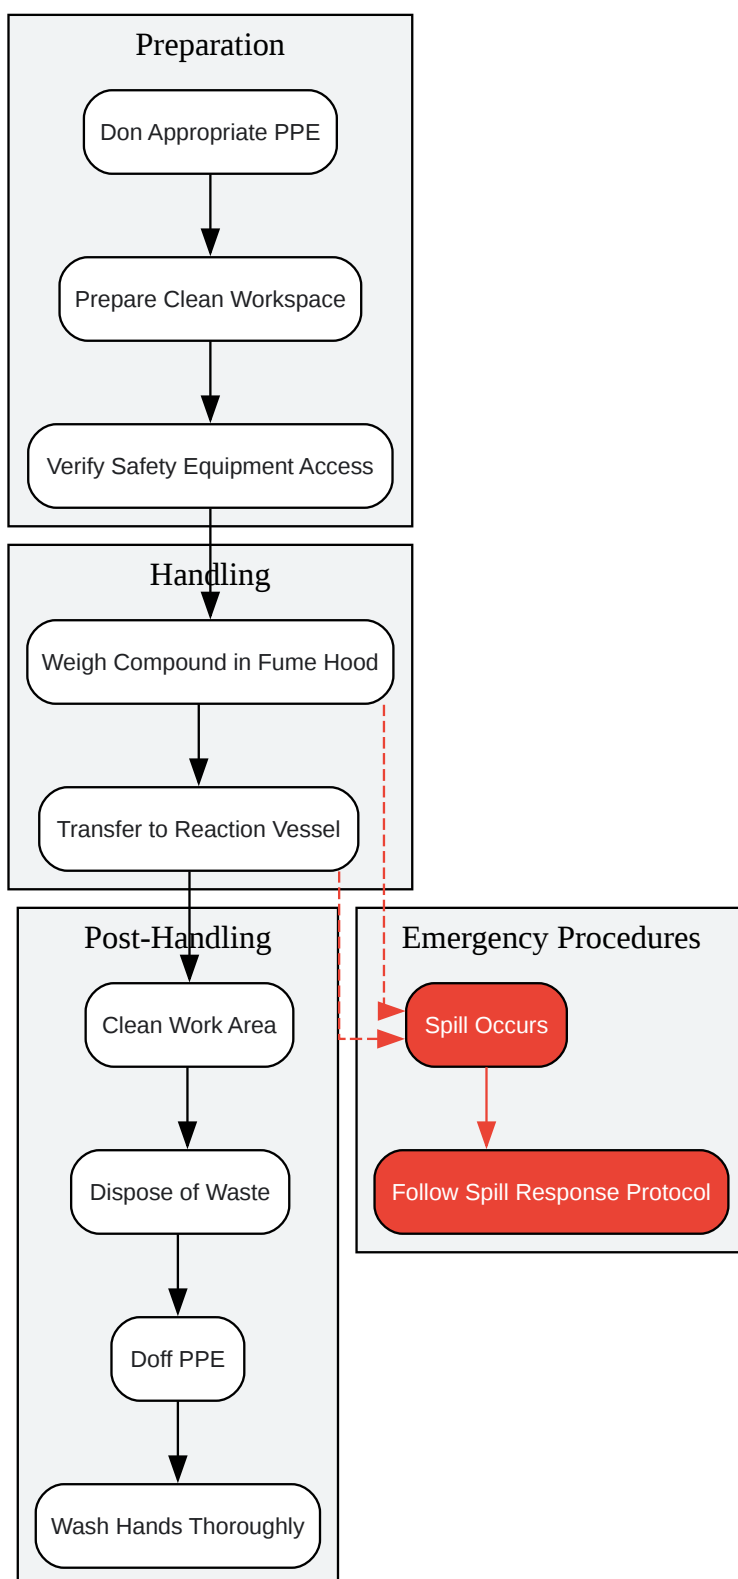 Preparation
Don Appropriate PPE
Prepare Clean Workspace
Verify Safety Equipment Access
Handling
Weigh Compound in Fume Hood
Transfer to Reaction Vessel
Post-Handling
Clean Work Area
Dispose of Waste
Doff PPE
Wash Hands Thoroughly
Emergency Procedures
Spill Occurs
Follow Spill Response Protocol